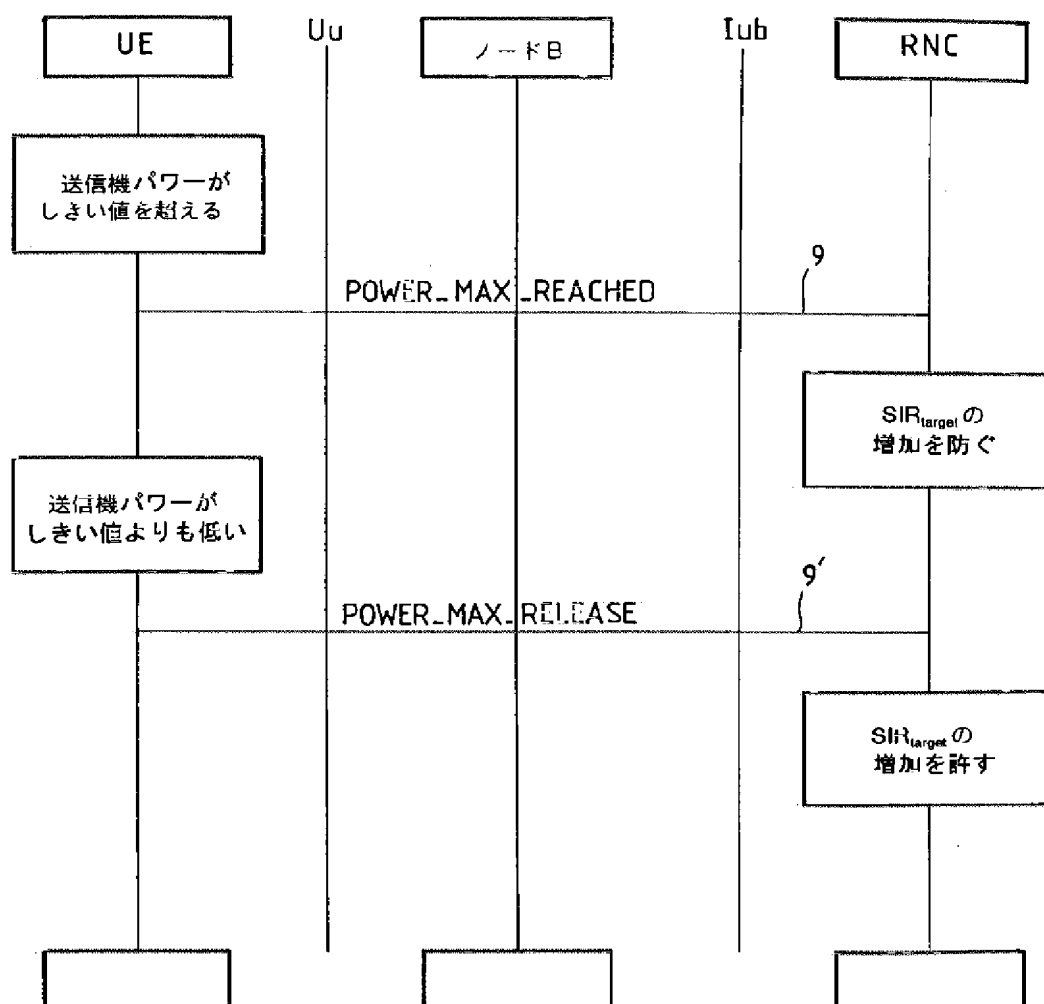 UE
Uu
ノードB
Iub
RNC
送信機パワーが
しきい値を超える
9
POWER_MAX_REACHED
SIRtargetの
増加を防ぐ
送信機パワーが
しきい値よりも低い
9′
POWER_MAX_RELEASE
SIRtargetの
増加を許す